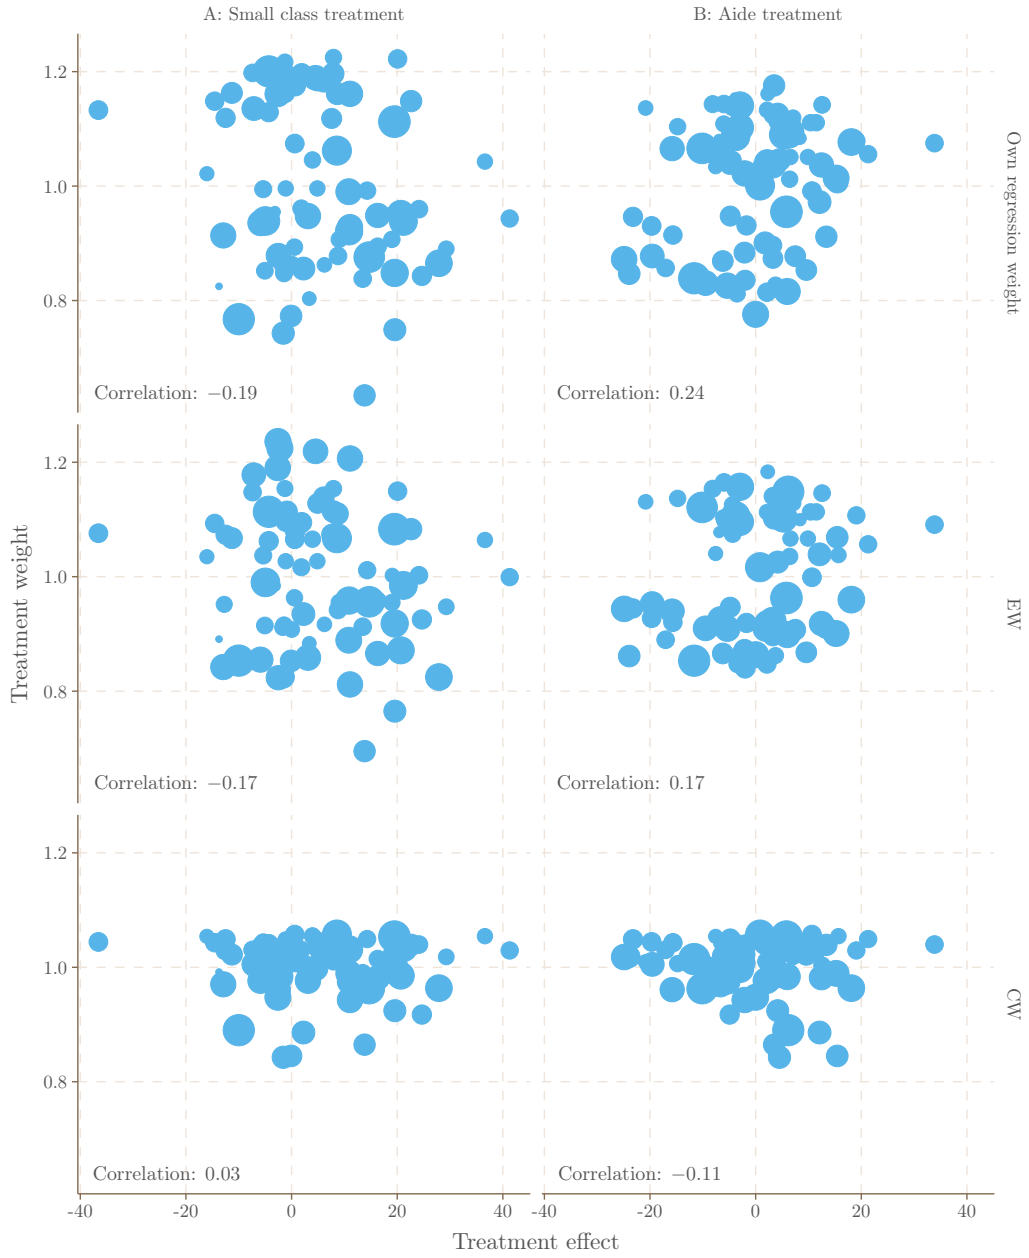 A: Small class treatment
B: Aide treatment
1.2
1.0
0.8
Correlation: −0.19
Correlation: 0.24
Own regression weight
1.2
1.0
0.8
Correlation: −0.17
Correlation: 0.17
EW
Treatment weight
1.2
1.0
0.8
Correlation: 0.03
Correlation: −0.11
CW
-40 -20 0 20 40 -40 -20 0 20 40
Treatment effect